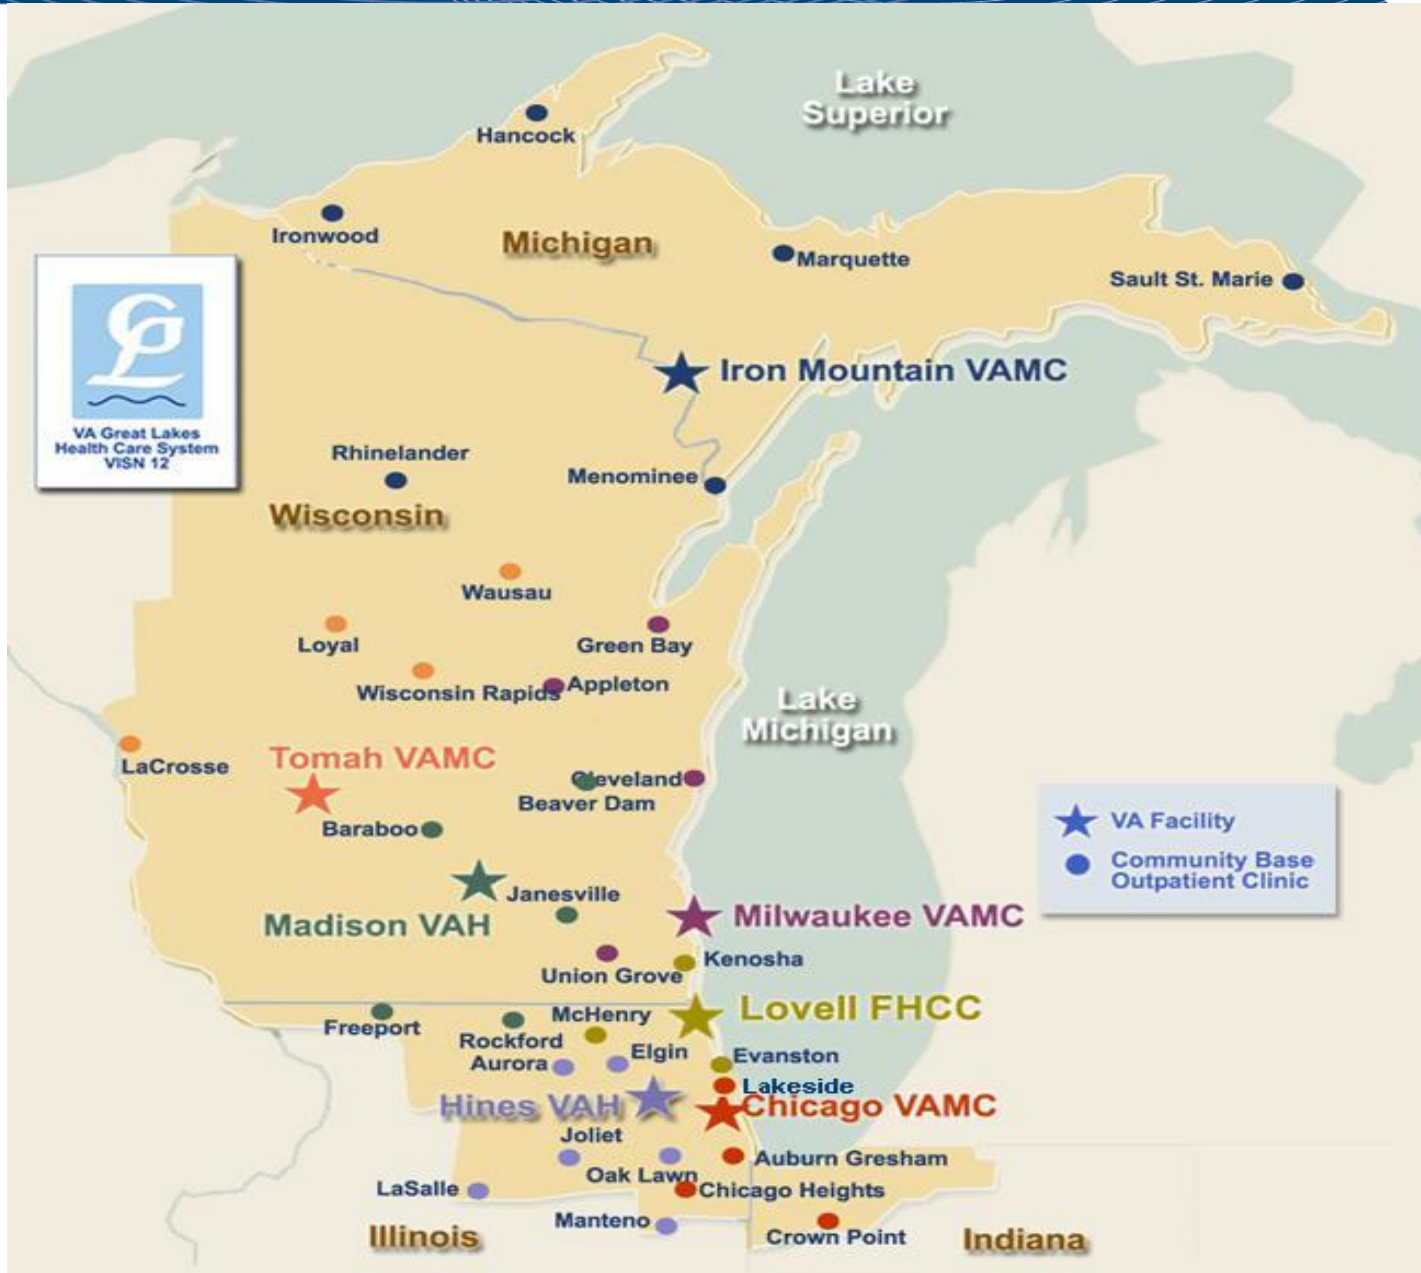 Lake
Superior
Hancock
Ironwood
Michigan
Marquette
Sault St. Marie
Iron Mountain VAMC
VA Great Lakes
Health Care System
VISN 12
Rhinelander
Menominee
Wisconsin
Wausau
Loyal
Green Bay
Wisconsin Rapids
Appleton
Lake
Michigan
LaCrosse
Tomah VAMC
Cleveland
Beaver Dam
Baraboo
VA Facility
Community Base
Outpatient Clinic
Janesville
Madison VAH
Milwaukee VAMC
Kenosha
Union Grove
Lovell FHCC
McHenry
Freeport
Rockford
Elgin
Evanston
Aurora
Lakeside
Hines VAH
Chicago VAMC
Joliet
Auburn Gresham
Oak Lawn
LaSalle
Chicago Heights
Manteno
Crown Point
Illinois
Indiana